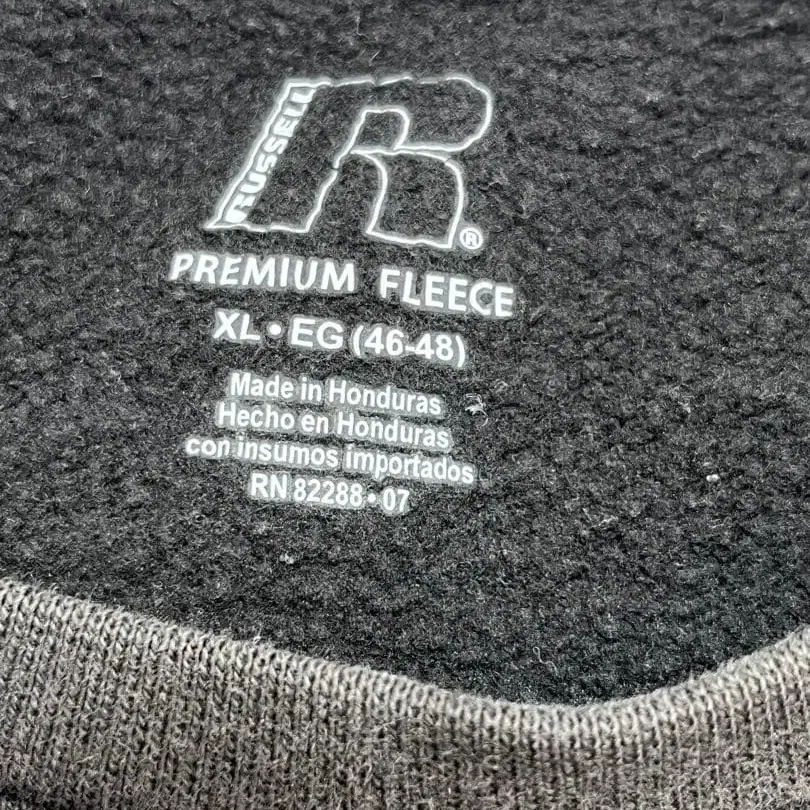 RUSSELL
R®
PREMIUM FLEECE
XL•EG (46-48)
Made in Honduras
Hecho en Honduras
con insumos importados
RN 82288•07